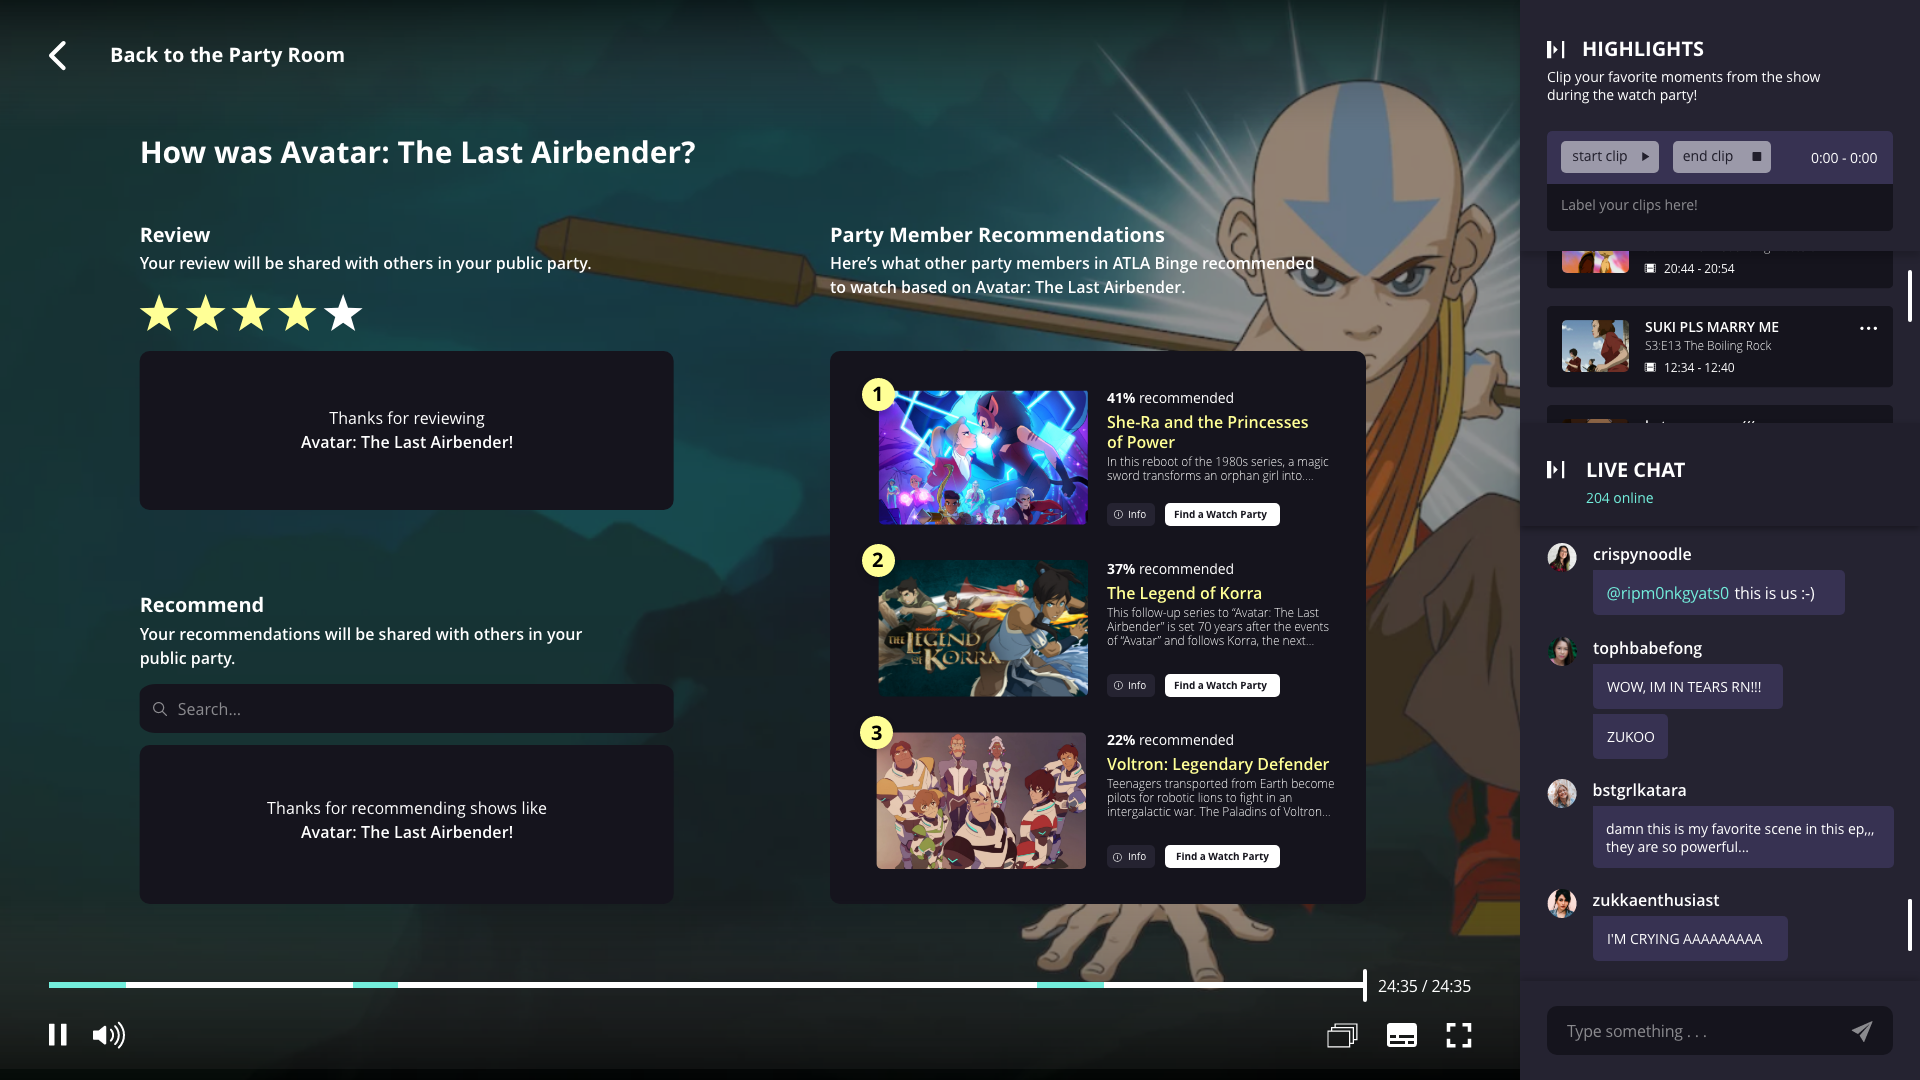 Back to the Party Room
How was Avatar: The Last Airbender?
Review
Your review will be shared with others in your public party.
Thanks for reviewing
Avatar: The Last Airbender!
Recommend
Your recommendations will be shared with others in your
public party.
Search...
Thanks for recommending shows like
Avatar: The Last Airbender!
Party Member Recommendations
Here’s what other party members in ATLA Binge recommended
to watch based on Avatar: The Last Airbender.
1
41% recommended
She-Ra and the Princesses
of Power
In this reboot of the 1980s series, a magic
sword transforms an orphan girl into....
Info
Find a Watch Party
2
THE LEGEND
OF KORRA
37% recommended
The Legend of Korra
This follow-up series to “Avatar: The Last
Airbender” is set 70 years after the events
of “Avatar” and follows Korra, the next...
Info
Find a Watch Party
3
22% recommended
Voltron: Legendary Defender
Teenagers transported from Earth become
pilots for robotic lions to fight in an
intergalactic war. The Paladins of Voltron...
Info
Find a Watch Party
24:35 / 24:35
HIGHLIGHTS
Clip your favorite moments from the show
during the watch party!
start clip
end clip
0:00 - 0:00
Label your clips here!
20:44 - 20:54
SUKI PLS MARRY ME
S3:E13 The Boiling Rock
12:34 - 12:40
LIVE CHAT
204 online
crispynoodle
@ripm0nkgyats0 this is us :-)
tophbabefong
WOW, IM IN TEARS RN!!!
ZUKOO
bstgrlkatara
damn this is my favorite scene in this ep,,,
they are so powerful...
zukkaenthusiast
I'M CRYING AAAAAAAAA
Type something . . .